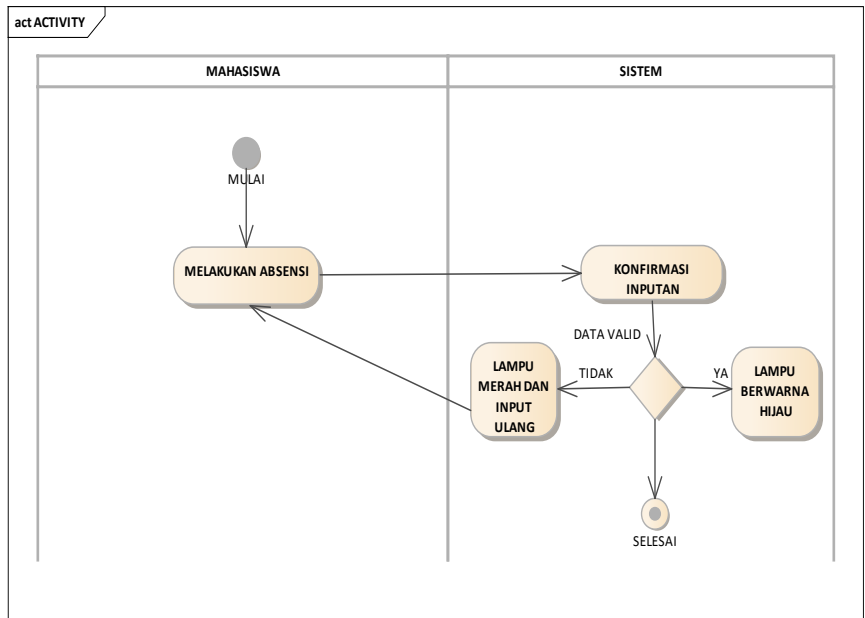 act ACTIVITY
MAHASISWA
SISTEM
MULAI
MELAKUKAN ABSENSI
KONFIRMASI
INPUTAN
DATA VALID
LAMPU
MERAH DAN
INPUT
ULANG
TIDAK
YA
LAMPU
BERWARNA
HIJAU
SELESAI